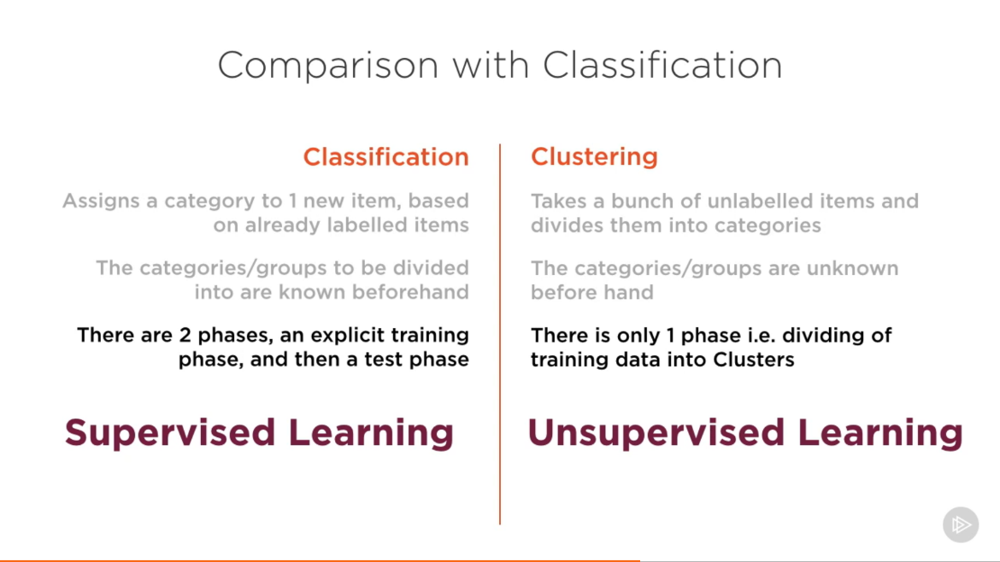 Comparison with Classification
Classification
Assigns a category to 1 new item, based
on already labelled items
The categories/groups to be divided
into are known beforehand
There are 2 phases, an explicit training
phase, and then a test phase
Supervised Learning
Clustering
Takes a bunch of unlabelled items and
divides them into categories
The categories/groups are unknown
before hand
There is only 1 phase i.e. dividing of
training data into Clusters
Unsupervised Learning